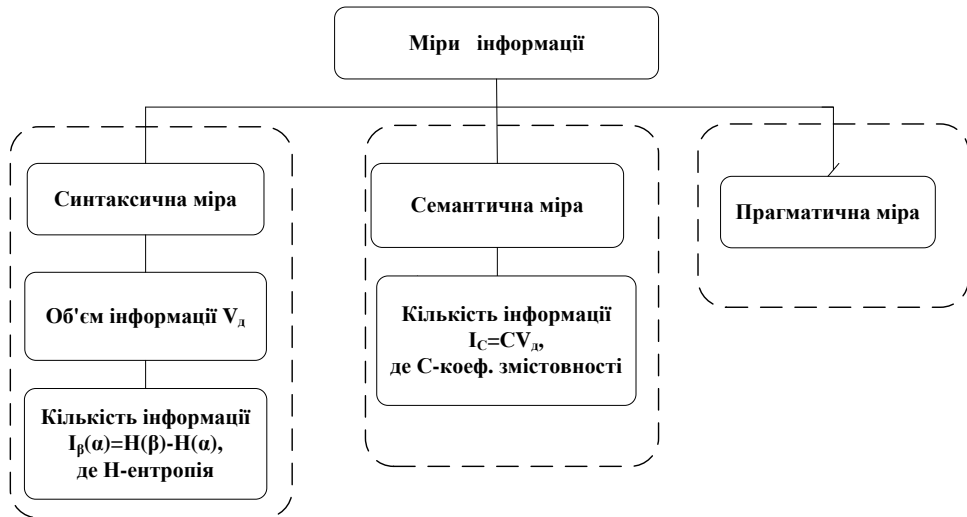 Міри інформації
Синтаксична міра
Об'єм інформації Vд
Кількість інформації
Iβ(α)=H(β)-H(α),
де H-ентропія
Семантична міра
Кількість інформації
IC=CVд,
де С-коеф. змістовності
Прагматична міра